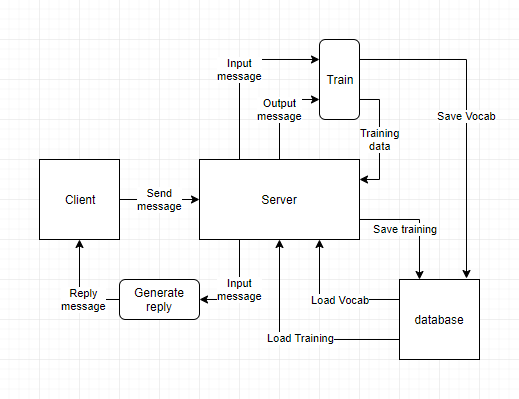 Input
message
Train
Output
message
Save Vocab
Training
data
Client
Send
message
Server
Save training
Reply
message
Generate
reply
Input
message
Load Vocab
database
Load Training